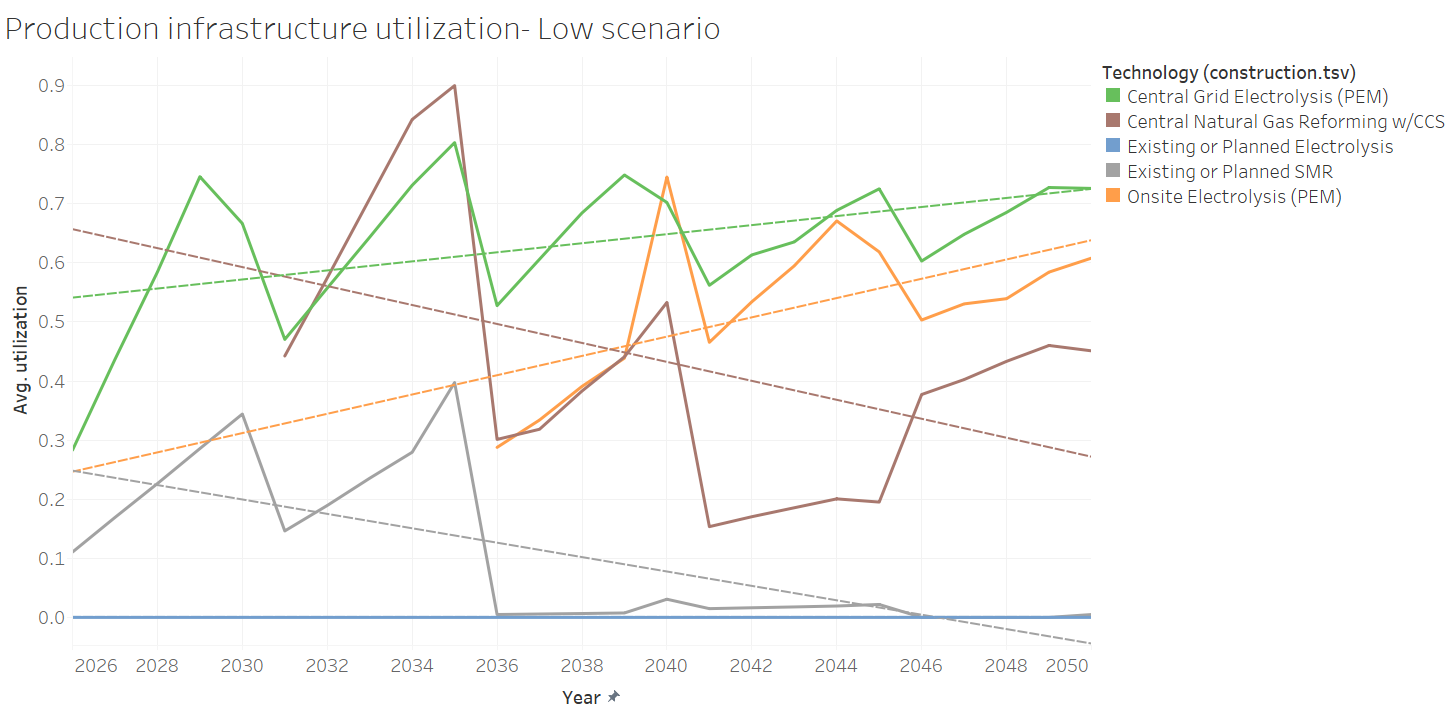 Production infrastructure utilization- Low scenario
Technology (construction.tsv)
Central Grid Electrolysis (PEM)
Central Natural Gas Reforming w/CCS
Existing or Planned Electrolysis
Existing or Planned SMR
Onsite Electrolysis (PEM)
Avg. utilization
0.9
0.8
0.7
0.6
0.5
0.4
0.3
0.2
0.1
0.0
2026 2028 2030 2032 2034 2036 2038 2040 2042 2044 2046 2048 2050
Year